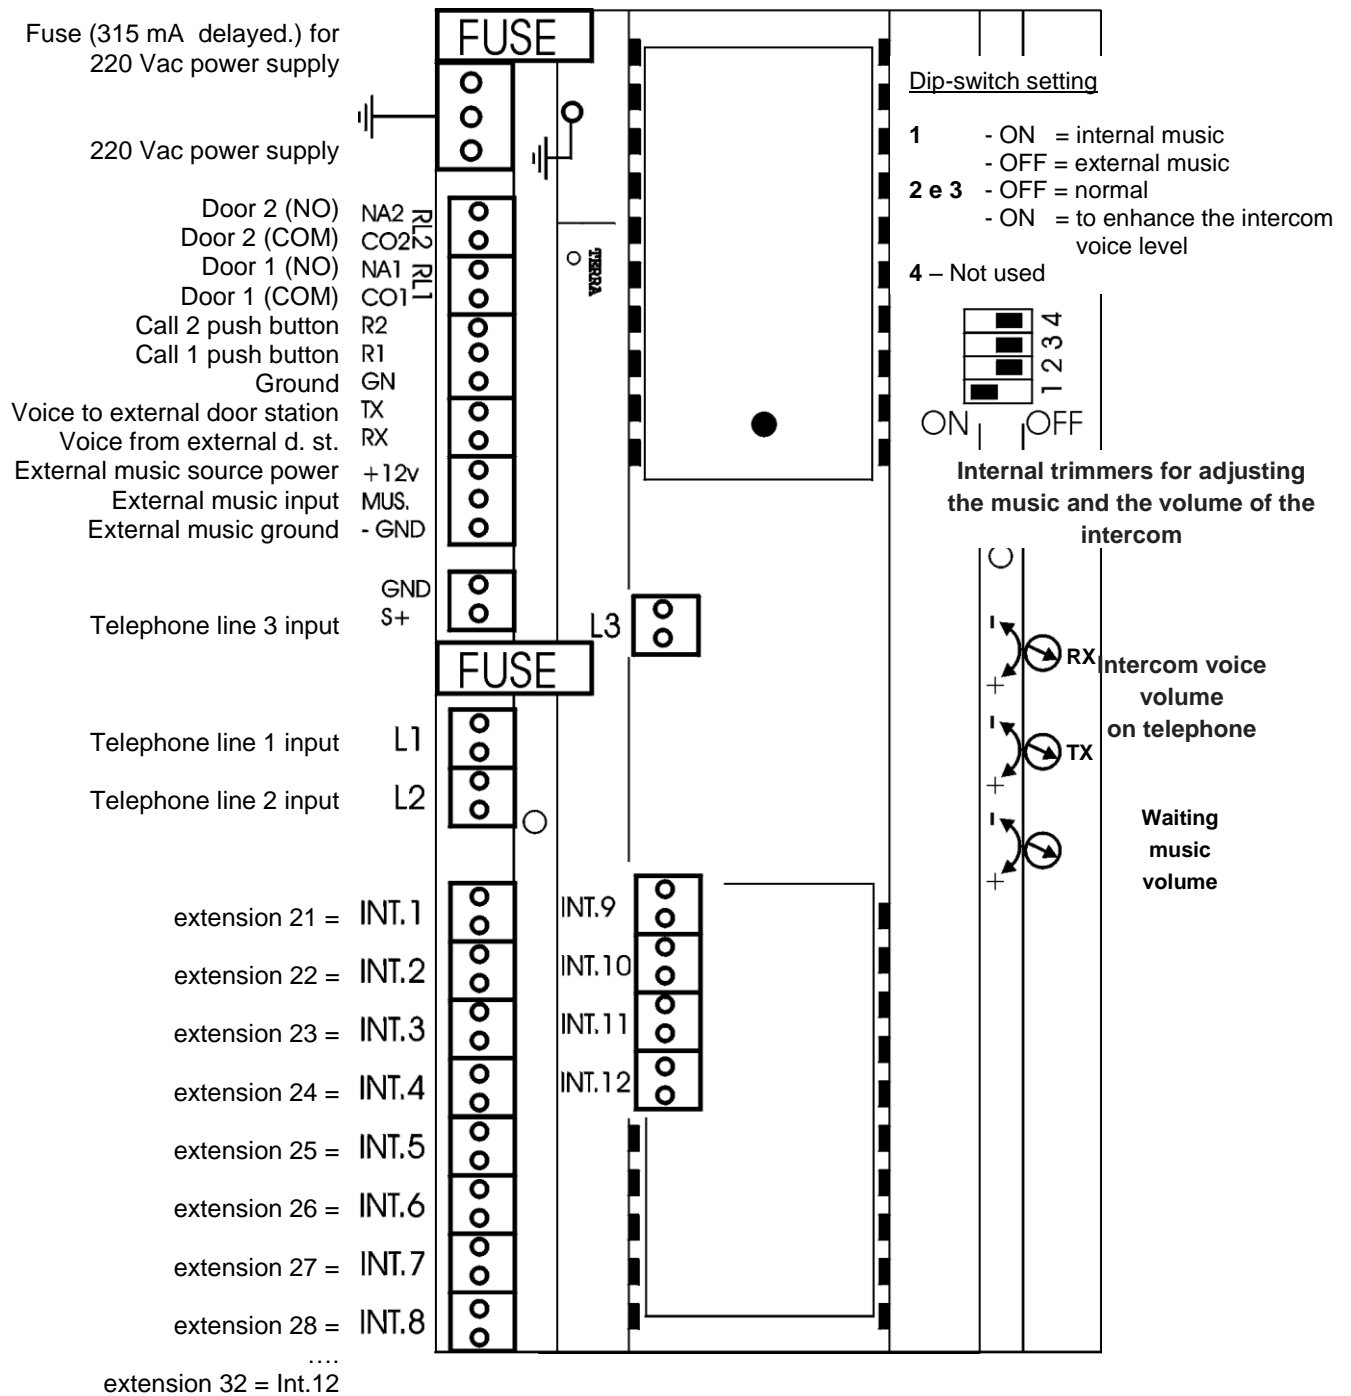 Fuse (315 mA delayed.) for
220 Vac power supply
FUSE
220 Vac power supply
Door 2 (NO) NA2 RL2
Door 2 (COM) CO2
Door 1 (NO) NA1 RL1
Door 1 (COM) CO1
Call 2 push button R2
Call 1 push button R1
Ground GN
Voice to external door station TX
Voice from external d. st. RX
External music source power +12v
External music input MUS.
External music ground - GND
GND
S+
Telephone line 3 input
L3
FUSE
Telephone line 1 input L1
Telephone line 2 input L2
extension 21 = INT.1
extension 22 = INT.2
extension 23 = INT.3
extension 24 = INT.4
extension 25 = INT.5
extension 26 = INT.6
extension 27 = INT.7
extension 28 = INT.8
....
extension 32 = Int.12
TERRA
INT.9
INT.10
INT.11
INT.12
Dip-switch setting
1 - ON = internal music
- OFF = external music
2 e 3 - OFF = normal
- ON = to enhance the intercom
voice level
4 – Not used
4
3
2
1
ON OFF
Internal trimmers for adjusting
the music and the volume of the
intercom
- + RX
Intercom voice
volume
on telephone
- + TX
- +
Waiting
music
volume